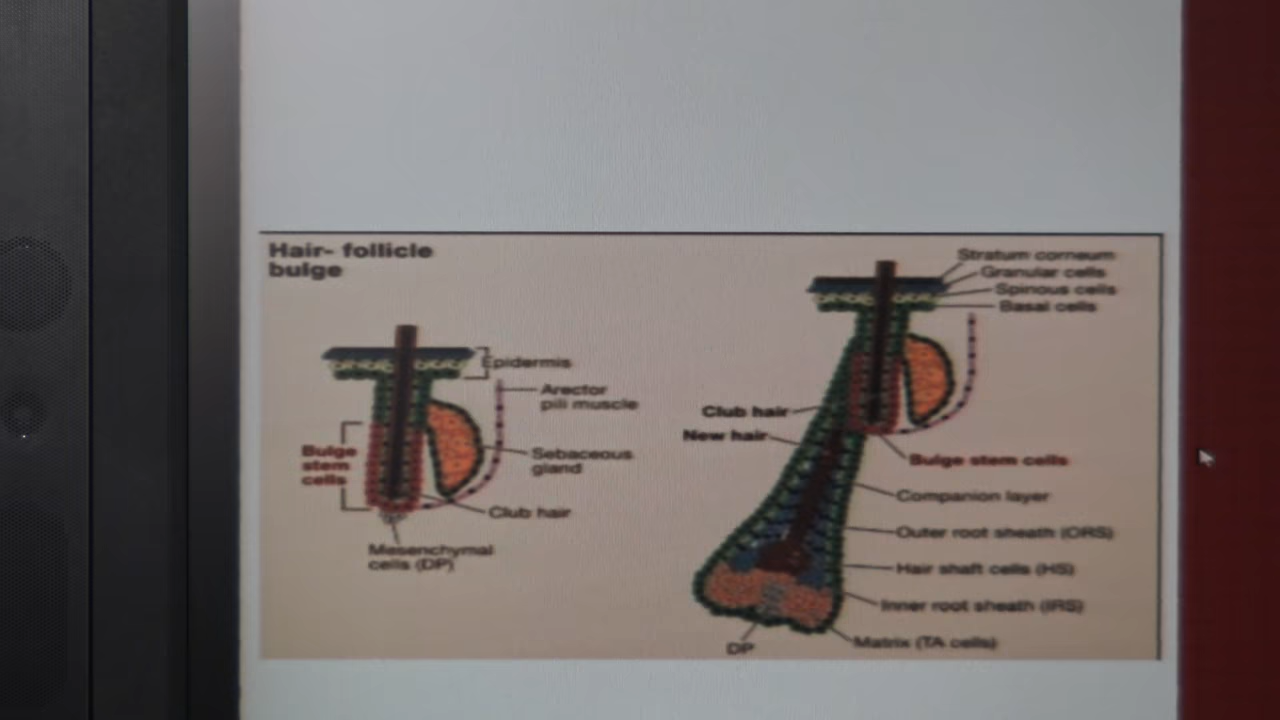 Hair- follicle
bulge
Epidermis
Arector
pili muscle
Bulge
stem
cells
Sebaceous
gland
Club hair
Mesenchymal
cells (DP)
Stratum corneum
Granular cells
Spinous cells
Basal cells
Club hair
New hair
Bulge stem cells
Companion layer
Outer root sheath (ORS)
Hair shaft cells (HS)
Inner root sheath (IRS)
Matrix (TA cells)
DP